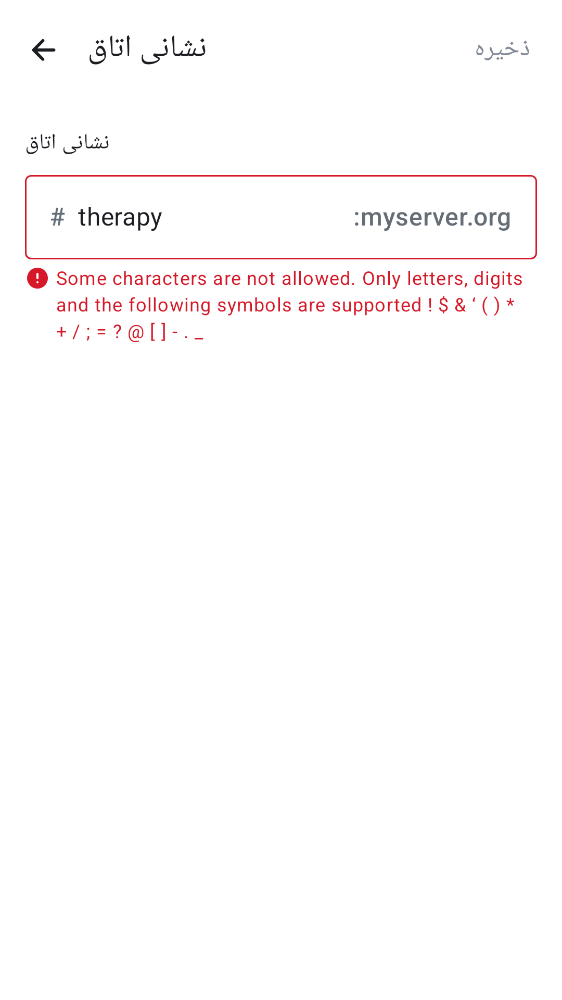 نشانی اتاق
ذخیره
نشانی اتاق
# therapy :myserver.org
Some characters are not allowed. Only letters, digits
and the following symbols are supported ! $ & ‘ ( ) *
+ / ; = ? @ [ ] - . _